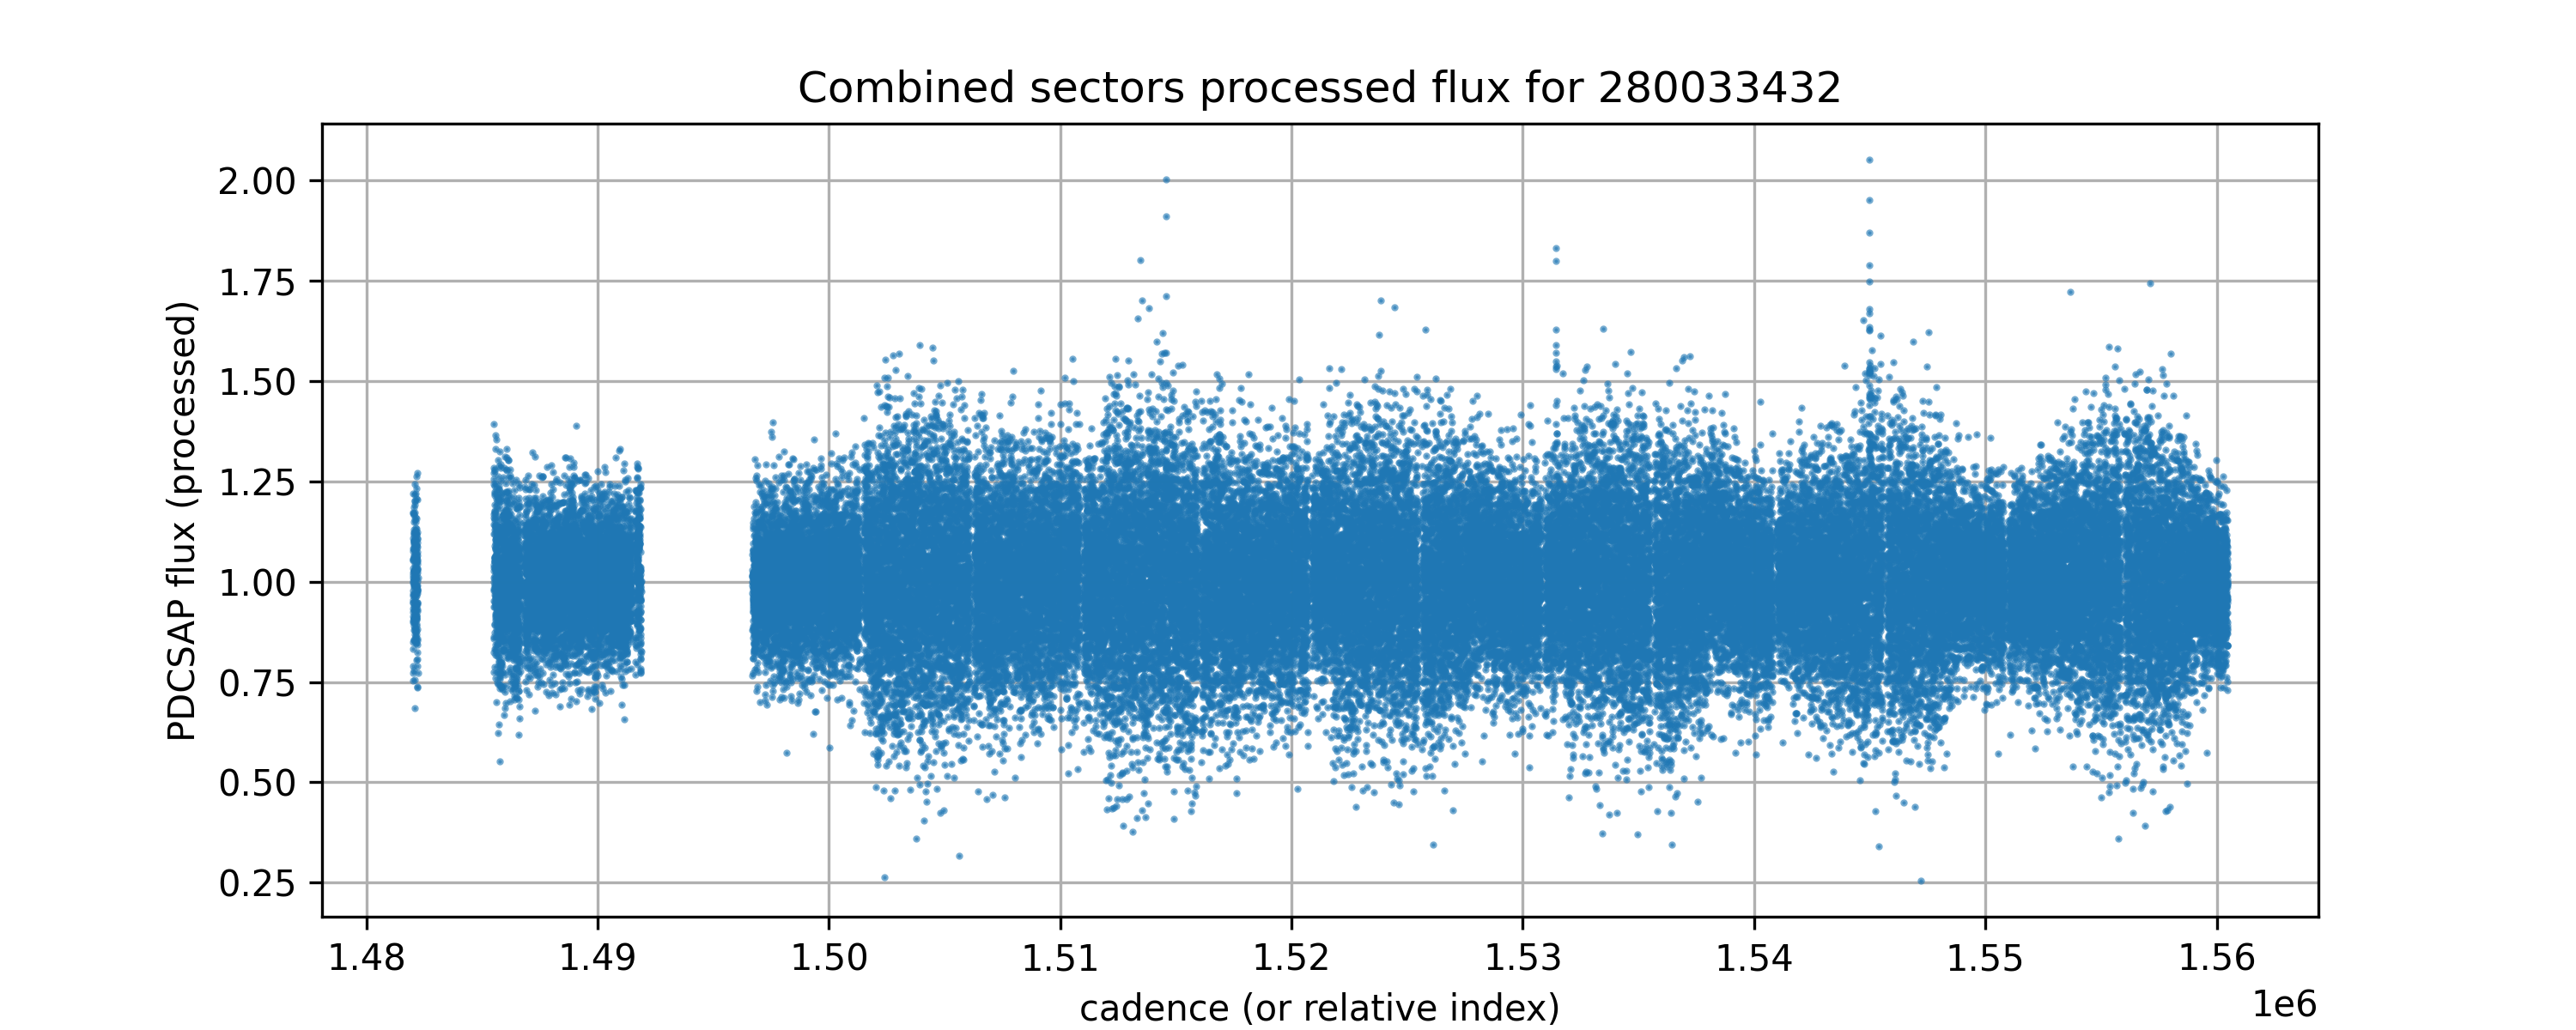 Combined sectors processed flux for 280033432
PDCSAP flux (processed)
2.00
1.75
1.50
1.25
1.00
0.75
0.50
0.25
1.48 1.49 1.50 1.51 1.52 1.53 1.54 1.55 1.56
1e6
cadence (or relative index)